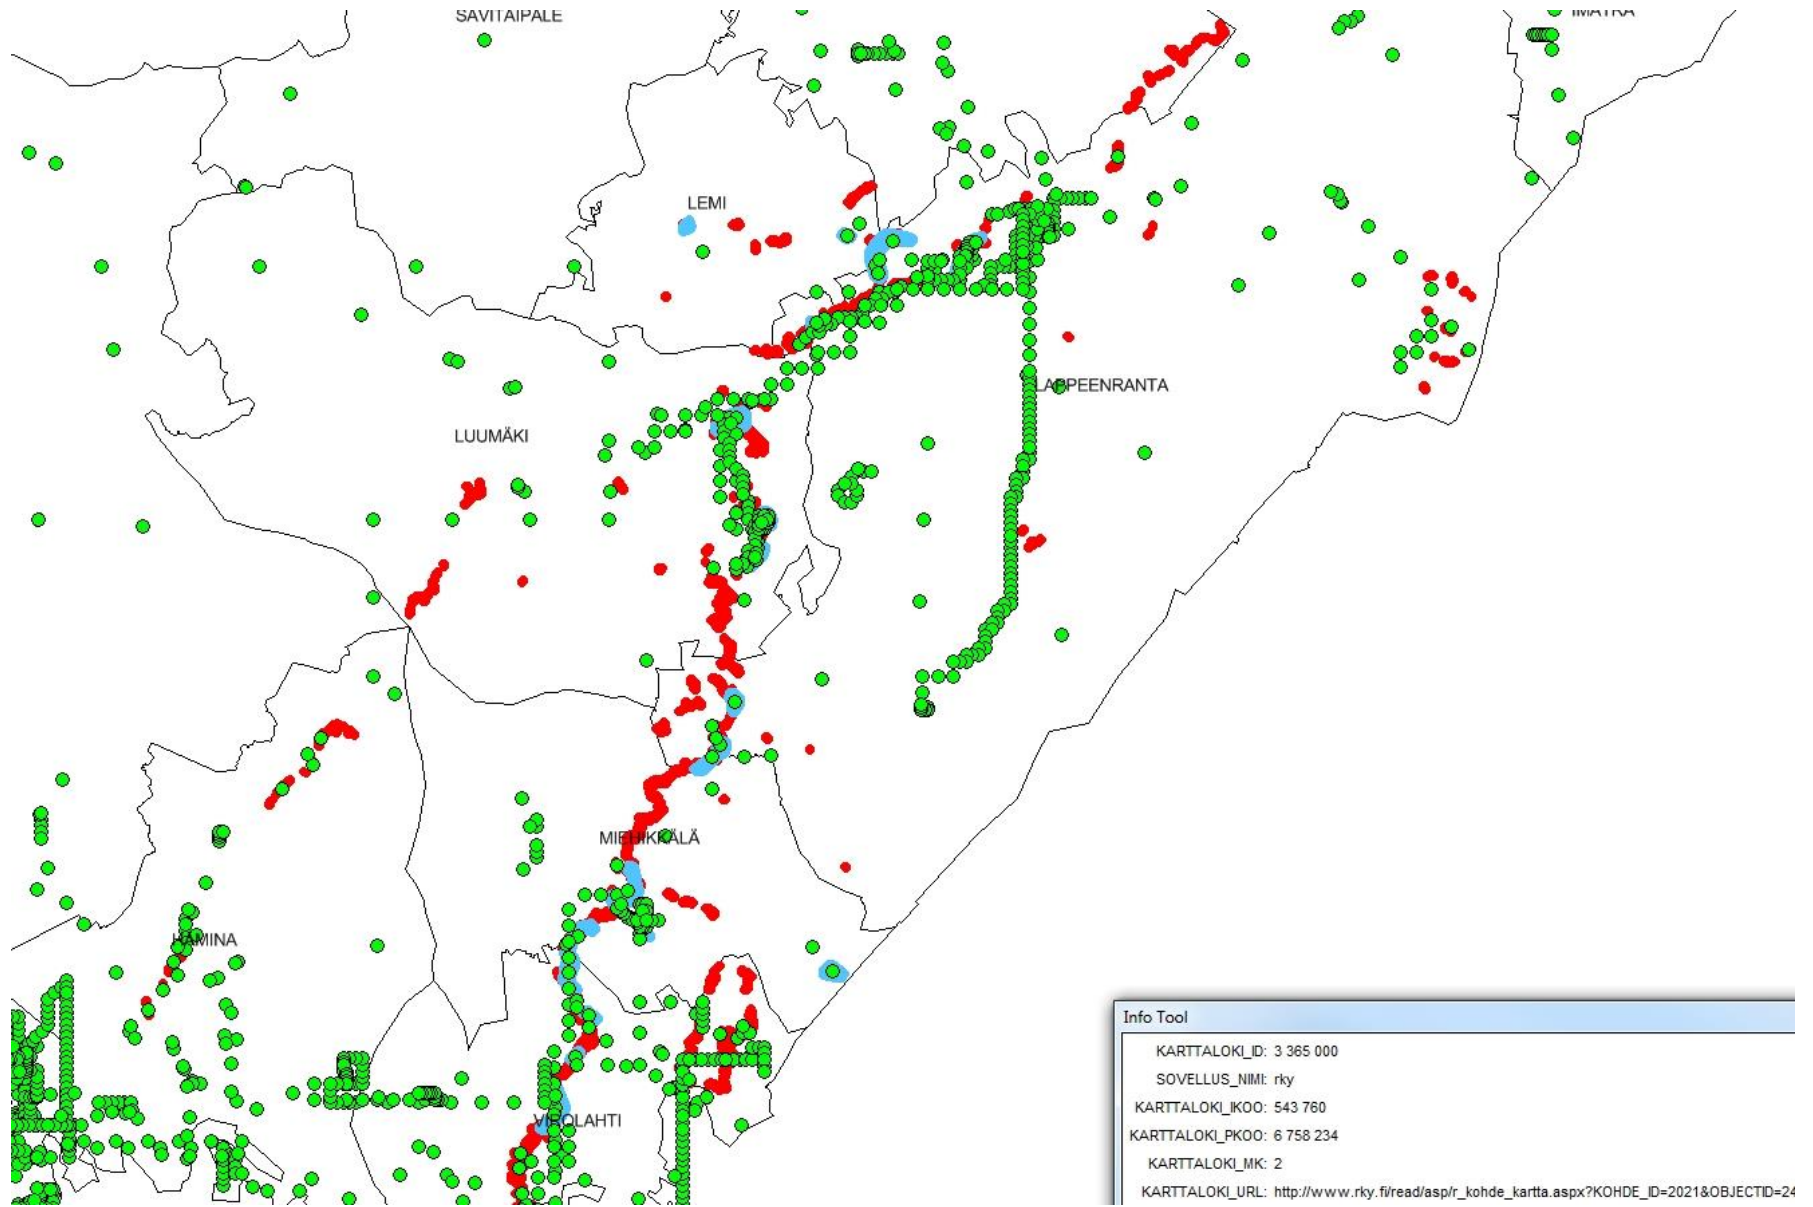 SAVITAIPALE
IMATRA
LEMI
LAPPEENRANTA
LUUMÄKI
MIEHIKKÄLÄ
HAMINA
VIROLAHTI
Info Tool
KARTTALOKI_ID: 3 365 000
SOVELLUS_NIMI: rky
KARTTALOKI_IKOO: 543 760
KARTTALOKI_PKOO: 6 758 234
KARTTALOKI_MK: 2
KARTTALOKI_URL: http://www.rky.fi/read/asp/r_kohde_kartta.aspx?KOHDE_ID=2021&OBJECTID=24